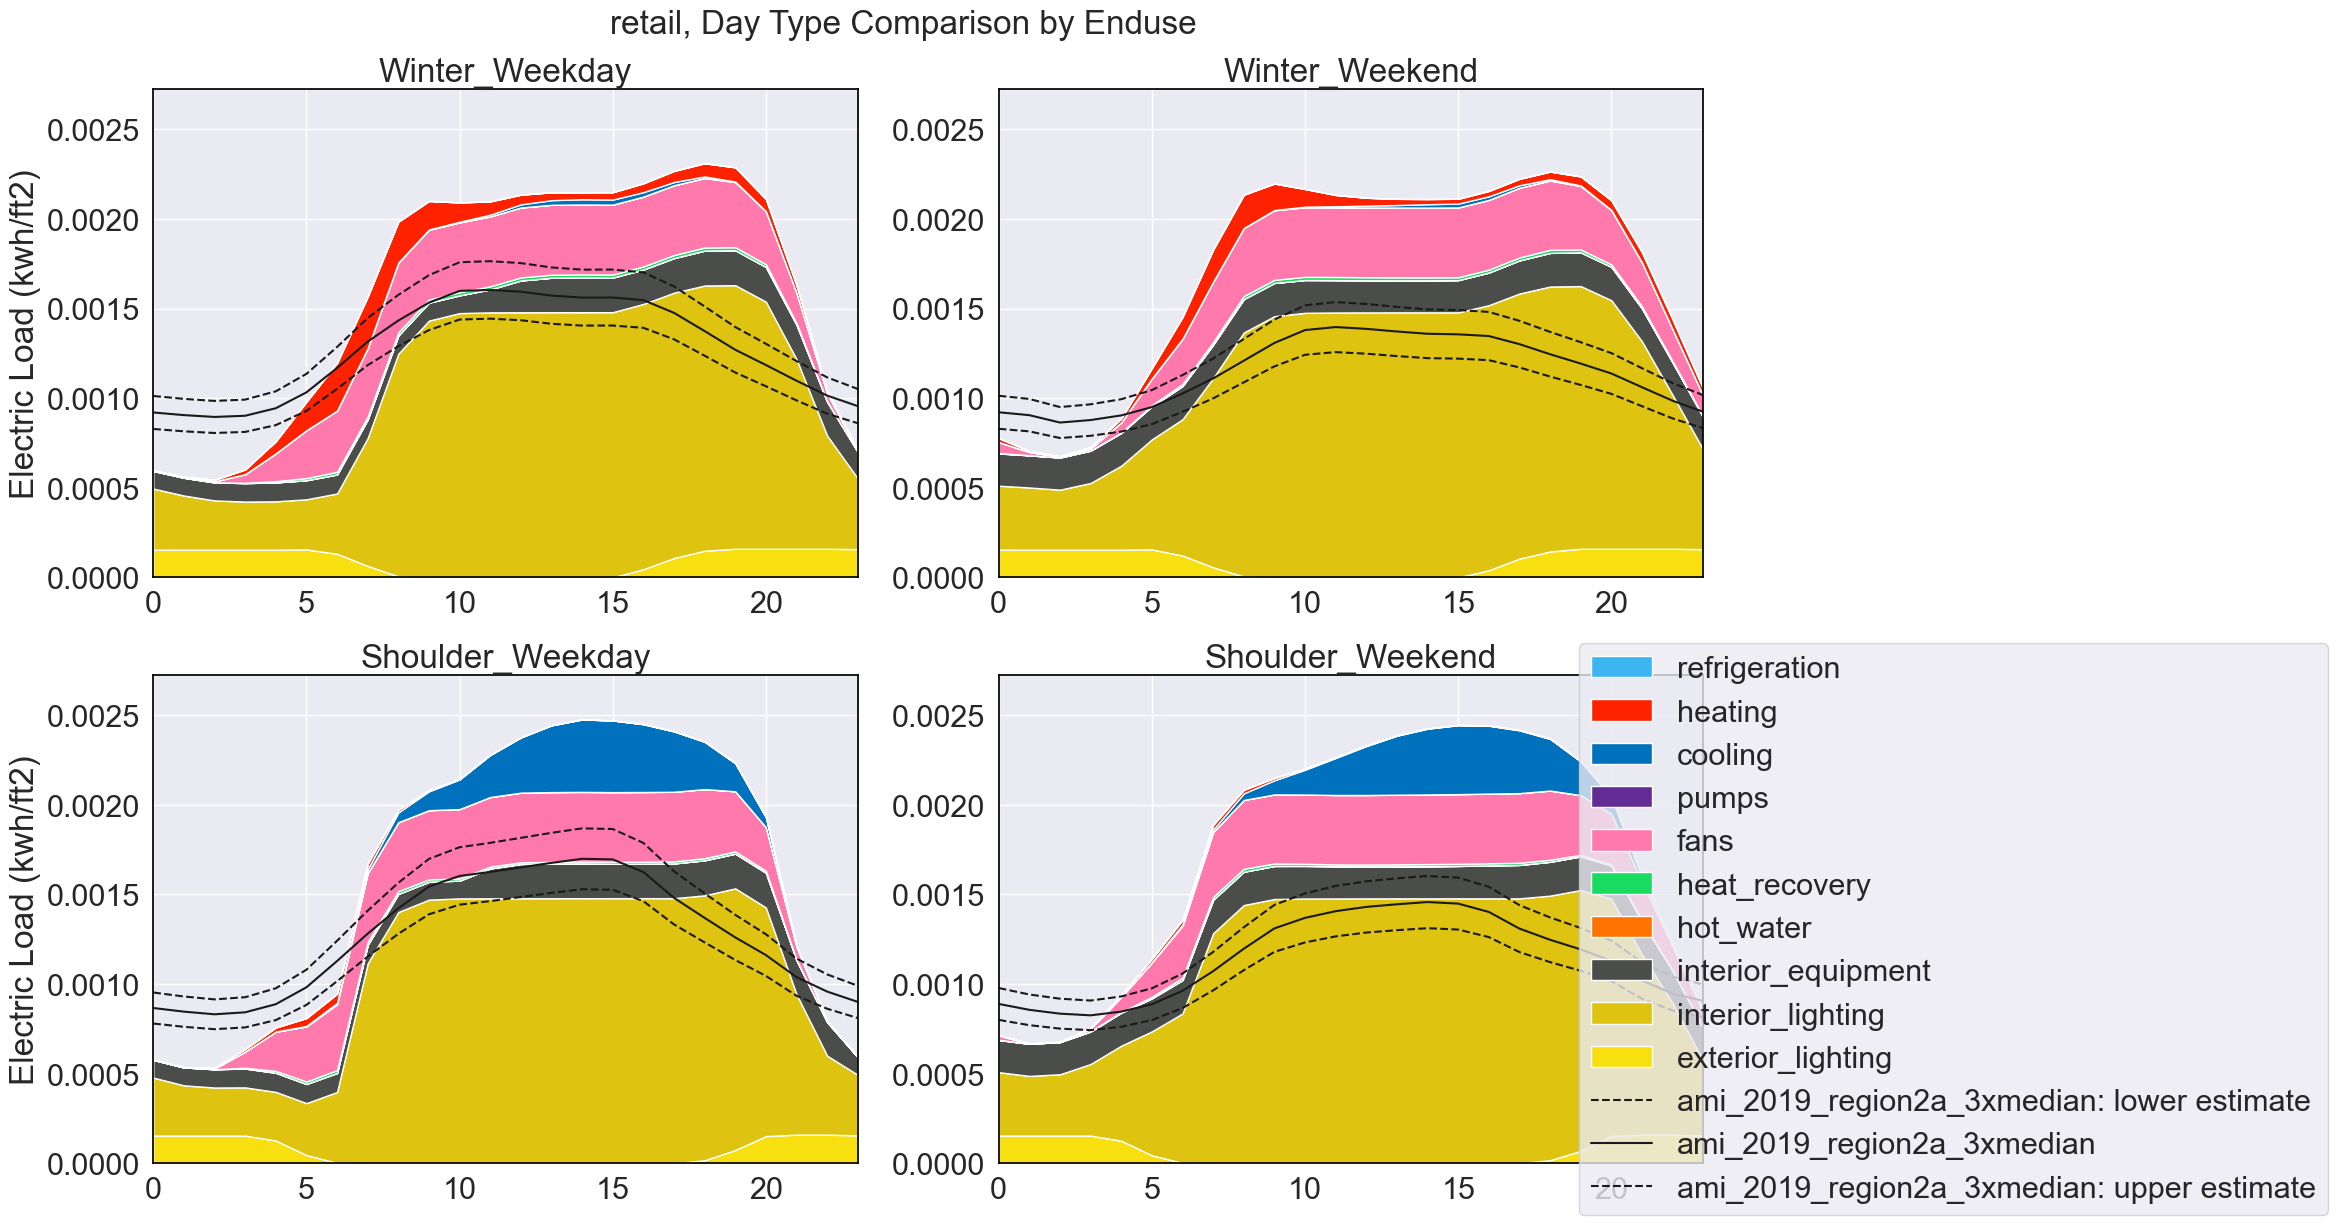 retail, Day Type Comparison by Enduse
Winter_Weekday
Winter_Weekend
Electric Load (kwh/ft2)
0.0025
0.0020
0.0015
0.0010
0.0005
0.0000
0 5 10 15 20
0.0025
0.0020
0.0015
0.0010
0.0005
0.0000
0 5 10 15 20
Shoulder_Weekday
Shoulder_Weekend
Electric Load (kwh/ft2)
0.0025
0.0020
0.0015
0.0010
0.0005
0.0000
0 5 10 15 20
0.0025
0.0020
0.0015
0.0010
0.0005
0.0000
0 5 10 15 20
refrigeration
heating
cooling
pumps
fans
heat_recovery
hot_water
interior_equipment
interior_lighting
exterior_lighting
ami_2019_region2a_3xmedian: lower estimate
ami_2019_region2a_3xmedian
ami_2019_region2a_3xmedian: upper estimate